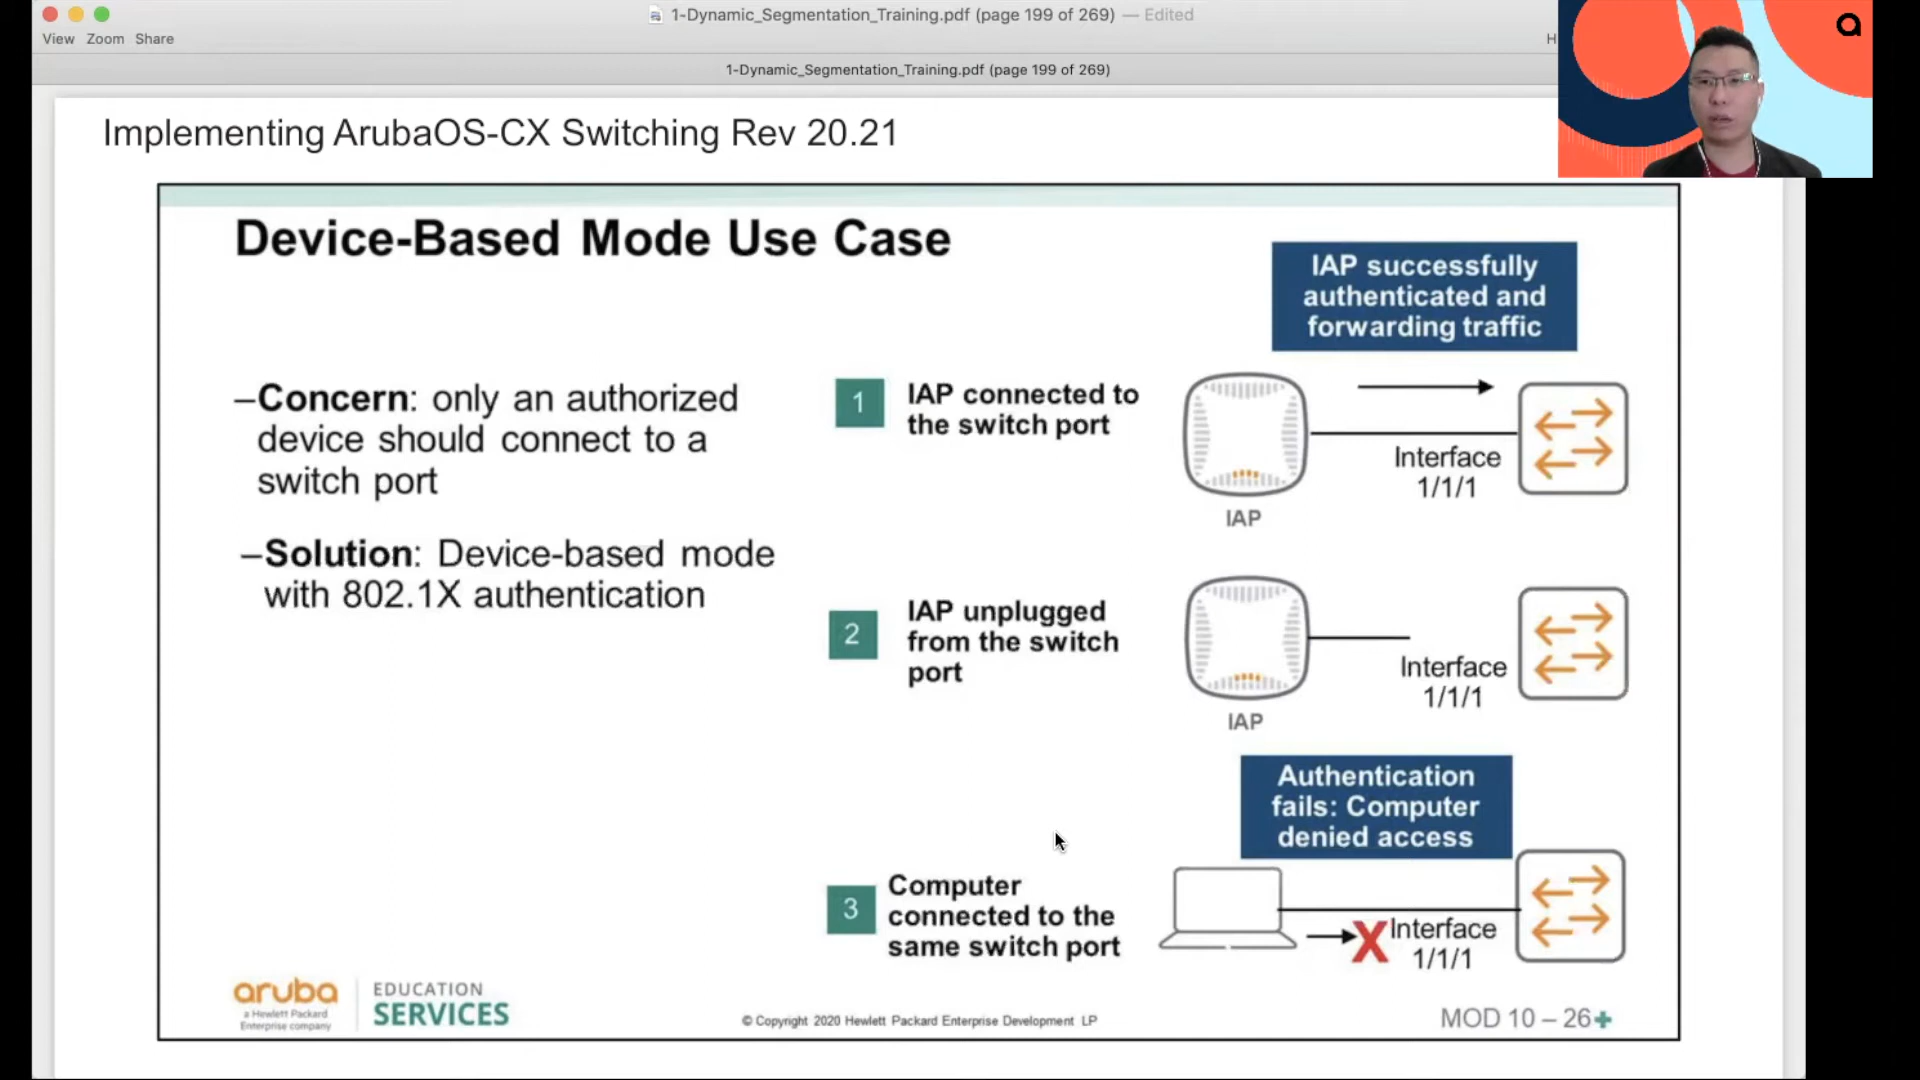 1-Dynamic_Segmentation_Training.pdf (page 199 of 269) — Edited
View Zoom Share
H
1-Dynamic_Segmentation_Training.pdf (page 199 of 269)
Implementing ArubaOS-CX Switching Rev 20.21
Device-Based Mode Use Case
IAP successfully
authenticated and
forwarding traffic
–Concern: only an authorized
device should connect to a
switch port
–Solution: Device-based mode
with 802.1X authentication
1
IAP connected to
the switch port
Interface
1/1/1
IAP
2
IAP unplugged
from the switch
port
Interface
1/1/1
IAP
Authentication
fails: Computer
denied access
3
Computer
connected to the
same switch port
X
Interface
1/1/1
aruba
a Hewlett Packard
Enterprise company
EDUCATION
SERVICES
© Copyright 2020 Hewlett Packard Enterprise Development LP
MOD 10 – 26+